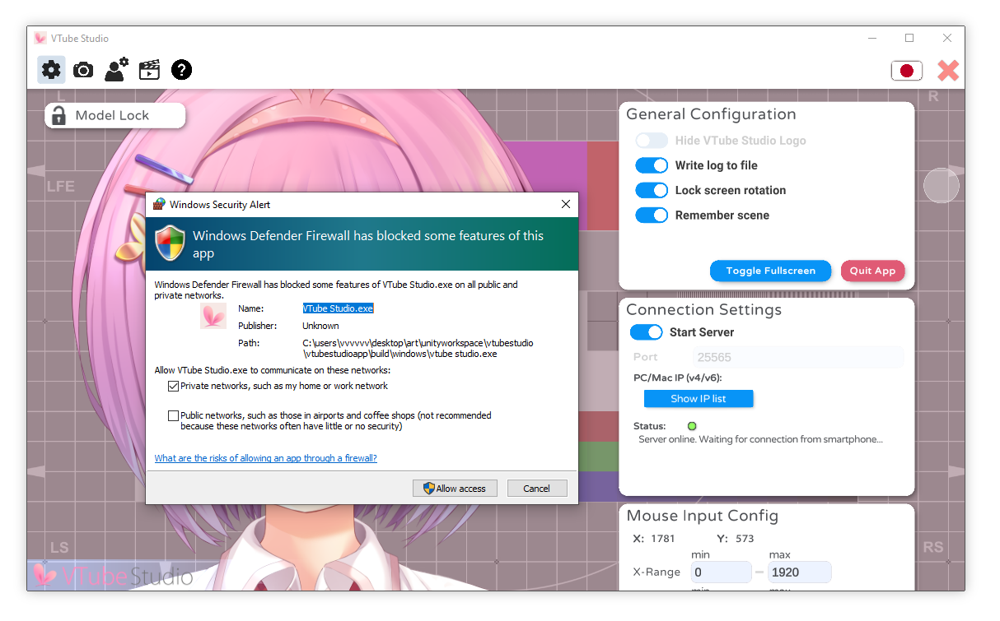 VTube Studio
L
R
Model Lock
LFE
General Configuration
Hide VTube Studio Logo
Write log to file
Lock screen rotation
Remember scene
Toggle Fullscreen
Quit App
Windows Security Alert
Windows Defender Firewall has blocked some features of this
app
Windows Defender Firewall has blocked some features of VTube Studio.exe on all public and
private networks.
Name: VTube Studio.exe
Publisher: Unknown
Path: C:\users\vvvvvv\desktop\art\unityworkspace\vtubestudio
\vtubestudioapp\build\windows\vtube studio.exe
Allow VTube Studio.exe to communicate on these networks:
Private networks, such as my home or work network
Public networks, such as those in airports and coffee shops (not recommended
because these networks often have little or no security)
What are the risks of allowing an app through a firewall?
Allow access
Cancel
Connection Settings
Start Server
Port 25565
PC/Mac IP (v4/v6):
Show IP list
Status:
Server online. Waiting for connection from smartphone...
Mouse Input Config
X: 1781 Y: 573
min max
X-Range 0 – 1920
min max
LS
RS
VTubeStudio